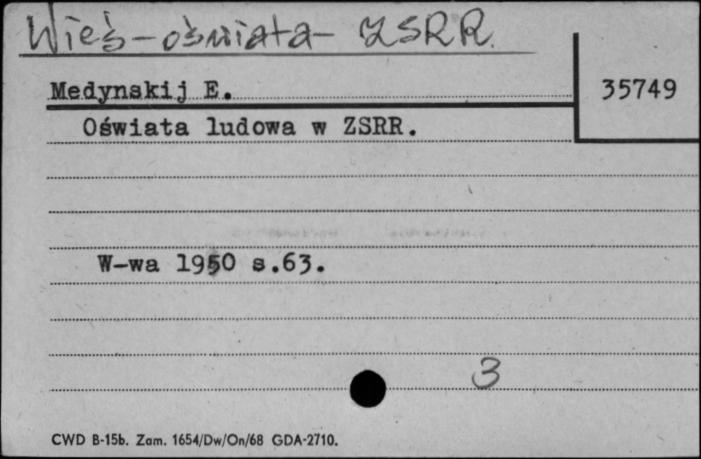 Wieś - oświata - ZSRR.
Medynskij E.
35749
Oświata ludowa w ZSRR.
W-wa 1950 s.63.
3
CWD B-15b. Zam. 1654/Dw/On/68 GDA-2710.